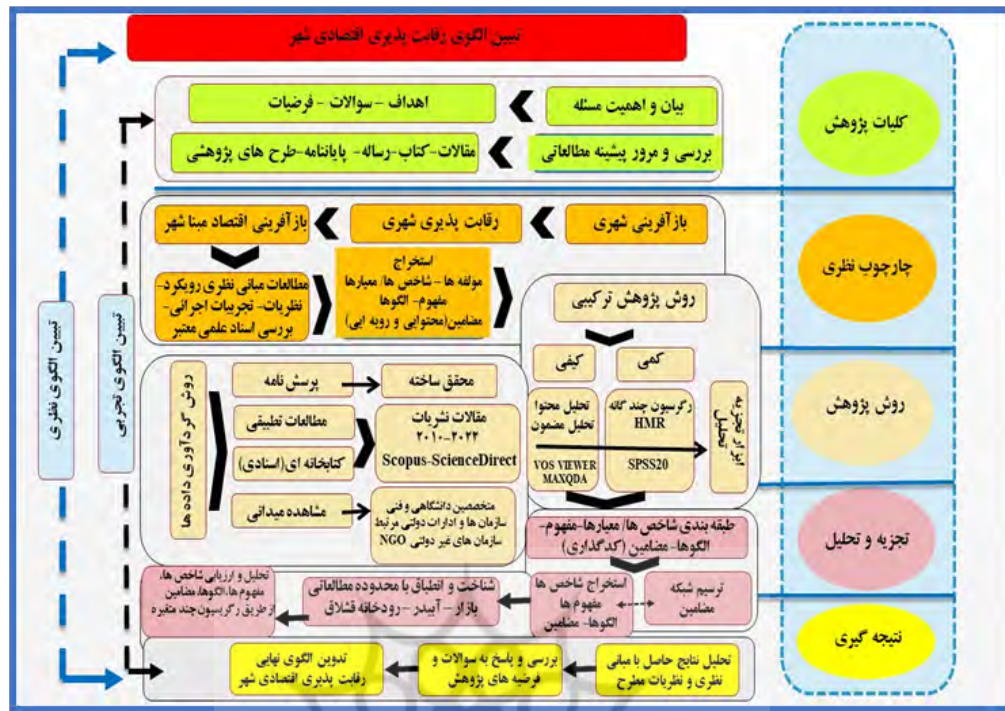 تبیین الگوی رقابت پذیری اقتصادی شهر
کلیات پژوهش
بیان و اهمیت مسئله
اهداف - سوالات - فرضیات
بررسی و مرور پیشینه مطالعاتی
مقالات-کتاب-رساله- پایاننامه-طرح های پژوهشی
چارچوب نظری
بازآفرینی شهری
رقابت پذیری شهری
بازآفرینی اقتصاد مبنا شهر
مطالعات مبانی نظری رویکرد-
نظریات- تجربیات اجرائی-
بررسی اسناد علمی معتبر
استخراج
مولفه ها - شاخص ها/ معیارها
مفهوم- الگوها
مضامین(محتوایی و رویه ایی)
روش پژوهش
روش پژوهش ترکیبی
کیفی
کمی
تحلیل محتوا
تحلیل مضمون
VOS VIEWER
MAXQDA
رگرسیون چند گانه
HMR
SPSS20
ابزار تجزیه
تحلیل
روش گردآوری داده ها
پرسش نامه
محقق ساخته
مطالعات تطبیقی
کتابخانه ای(اسنادی)
مقالات نشریات
۲۰۱۰-۲۰۲۲
Scopus-ScienceDirect
مشاهده میدانی
متخصصین دانشگاهی و فنی
سازمان ها و ادارات دولتی مرتبط
سازمان های غیر دولتی NGO
تجزیه و تحلیل
طبقه بندی شاخص ها/ معیارها-مفهوم-
الگوها- مضامین (کدگذاری)
ترسیم شبکه
مضامین
استخراج شاخص ها
مفهوم ها
الگوها- مضامین
شناخت و انطباق با محدوده مطالعاتی
بازار - آبیدر - رودخانه قشلاق
تحلیل و ارزیابی شاخص ها،
مفهوم ها، الگوها، مضامین
از طریق رگرسیون چند متغیره
نتیجه گیری
تحلیل نتایج حاصل با مبانی
نظری و نظریات مطرح
بررسی و پاسخ به سوالات و
فرضیه های پژوهش
تدوین الگوی نهایی
رقابت پذیری اقتصادی شهر
تبیین الگوی تجربی
تبیین الگوی نظری